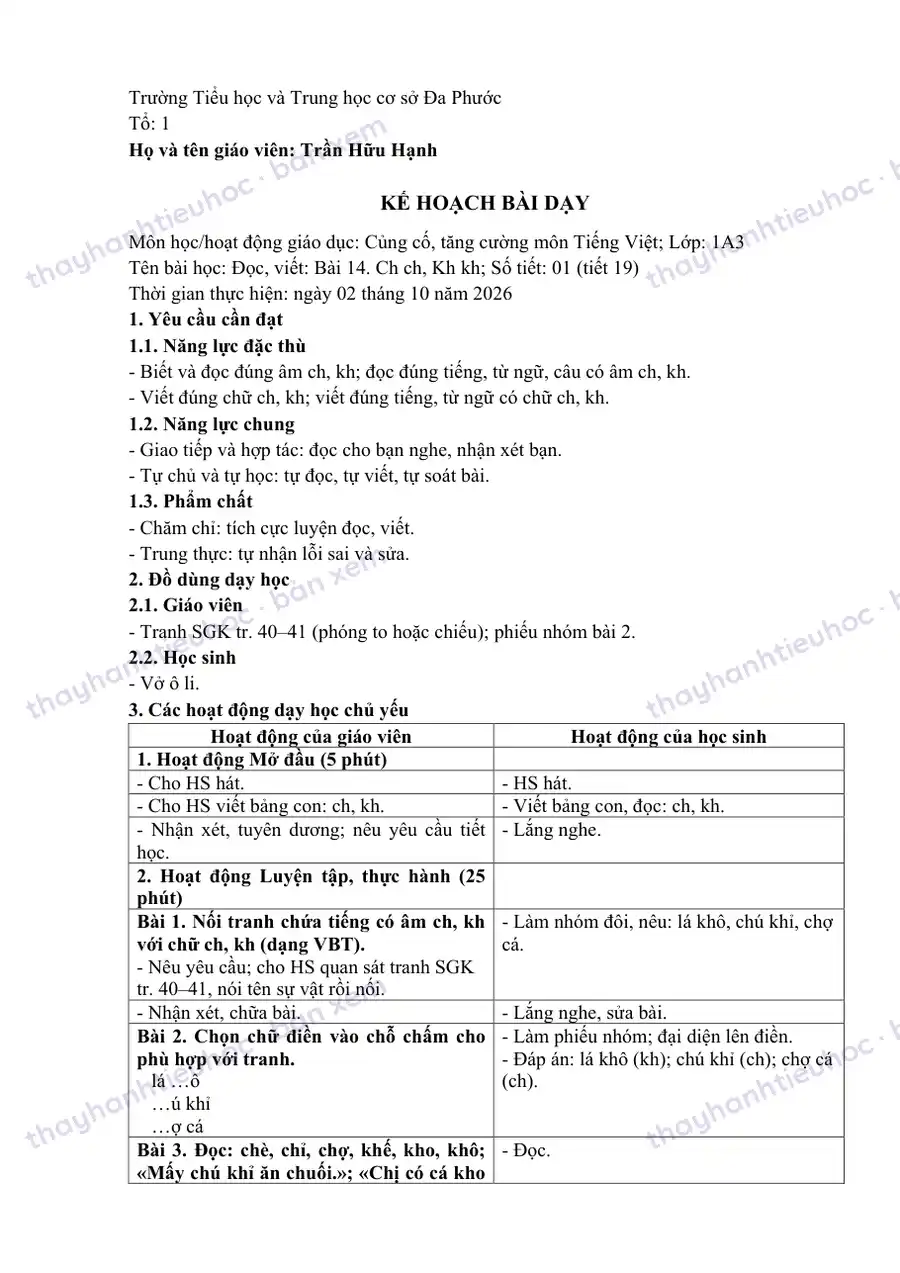 Trường Tiểu học và Trung học cơ sở Đa Phước
Tổ: 1
Họ và tên giáo viên: Trần Hữu Hạnh
KẾ HOẠCH BÀI DẠY
Môn học/hoạt động giáo dục: Củng cố, tăng cường môn Tiếng Việt; Lớp: 1A3
Tên bài học: Đọc, viết: Bài 14. Ch ch, Kh kh; Số tiết: 01 (tiết 19)
Thời gian thực hiện: ngày 02 tháng 10 năm 2026
1. Yêu cầu cần đạt
1.1. Năng lực đặc thù
- Biết và đọc đúng âm ch, kh; đọc đúng tiếng, từ ngữ, câu có âm ch, kh.
- Viết đúng chữ ch, kh; viết đúng tiếng, từ ngữ có chữ ch, kh.
1.2. Năng lực chung
- Giao tiếp và hợp tác: đọc cho bạn nghe, nhận xét bạn.
- Tự chủ và tự học: tự đọc, tự viết, tự soát bài.
1.3. Phẩm chất
- Chăm chỉ: tích cực luyện đọc, viết.
- Trung thực: tự nhận lỗi sai và sửa.
2. Đồ dùng dạy học
2.1. Giáo viên
- Tranh SGK tr. 40–41 (phóng to hoặc chiếu); phiếu nhóm bài 2.
2.2. Học sinh
- Vở ô li.
3. Các hoạt động dạy học chủ yếu
Hoạt động của giáo viên
Hoạt động của học sinh
1. Hoạt động Mở đầu (5 phút)
- Cho HS hát.
- HS hát.
- Cho HS viết bảng con: ch, kh.
- Viết bảng con, đọc: ch, kh.
- Nhận xét, tuyên dương; nêu yêu cầu tiết
học.
- Lắng nghe.
2. Hoạt động Luyện tập, thực hành (25
phút)
Bài 1. Nối tranh chứa tiếng có âm ch, kh
với chữ ch, kh (dạng VBT).
- Nêu yêu cầu; cho HS quan sát tranh SGK
tr. 40–41, nói tên sự vật rồi nối.
- Làm nhóm đôi, nêu: lá khô, chú khỉ, chợ
cá.
- Nhận xét, chữa bài.
- Lắng nghe, sửa bài.
Bài 2. Chọn chữ điền vào chỗ chấm cho
phù hợp với tranh.
lá …ô
…ú khỉ
…ợ cá
- Làm phiếu nhóm; đại diện lên điền.
- Đáp án: lá khô (kh); chú khỉ (ch); chợ cá
(ch).
Bài 3. Đọc: chè, chỉ, chợ, khế, kho, khô;
«Mấy chú khỉ ăn chuối.»; «Chị có cá kho
- Đọc.
thayhanhtieuhoc · bản xem
thayhanhtieuhoc · b
thayhanhtieuhoc · bản xem
thayhanhtieuhoc · b
thayhanhtieuhoc · bản xem
thayhanhtieuhoc · b